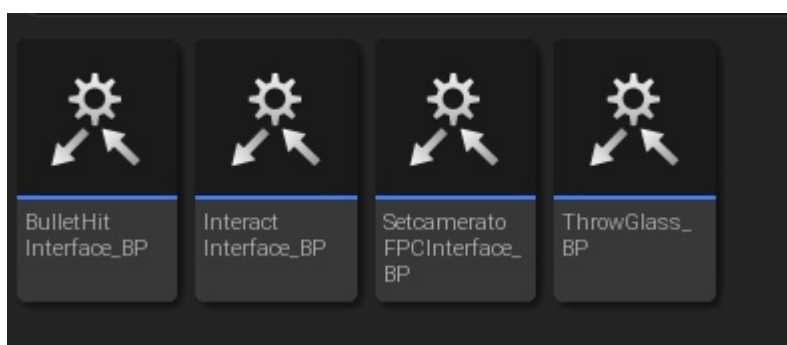 BulletHit
Interface_BP
Interact
Interface_BP
Setcamerato
FPCInterface_
BP
ThrowGlass_
BP